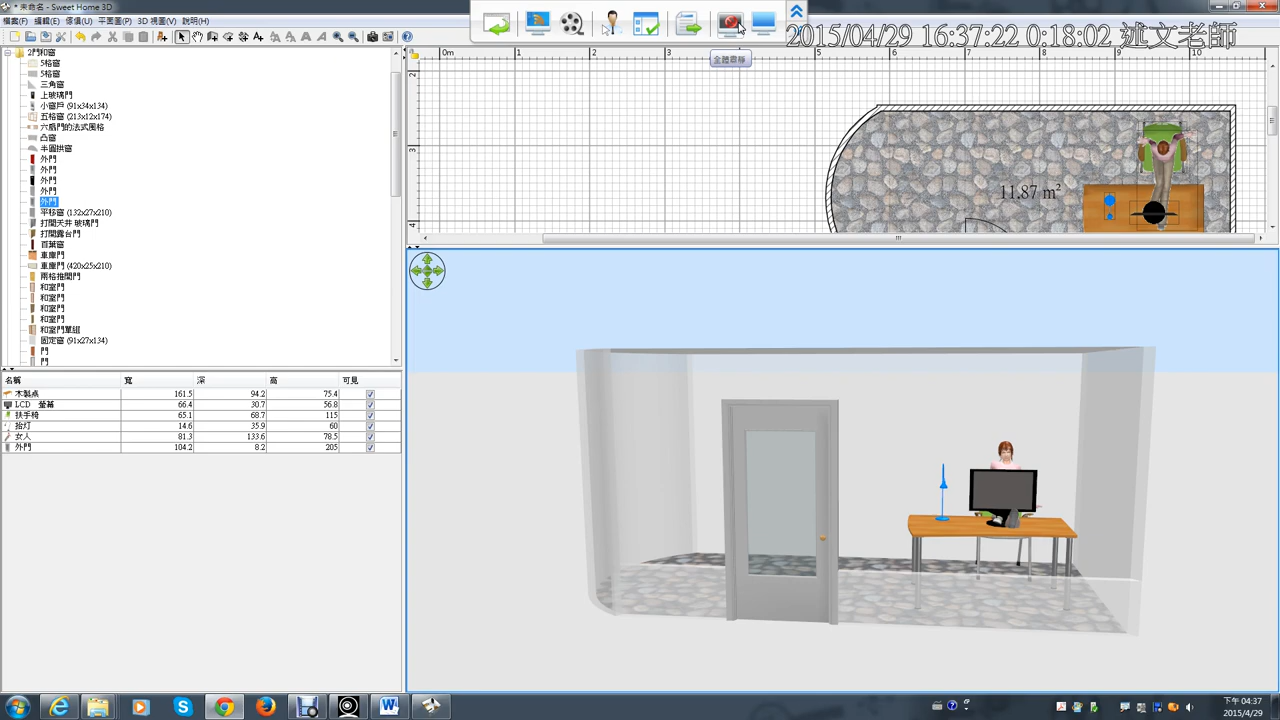 * 未命名 - Sweet Home 3D
檔案(F) 編輯(E) 傢俱(U) 平面圖(P) 3D 視圖(V) 說明(H)
2015/04/29 16:37:22 0:18:02 述文老師
全體肅靜
門和窗
5格窗
5格窗
三角窗
上玻璃門
小窗戶 (91x34x134)
五格窗 (213x12x174)
六扇門的法式風格
凸窗
半圓拱窗
外門
外門
外門
外門
外門
平移窗 (132x27x210)
打開天井 玻璃門
打開露台門
百葉窗
車庫門
車庫門 (420x25x210)
兩格推開門
和室門
和室門
和室門
和室門
和室門單組
固定窗 (91x27x134)
門
門
名稱 寬 深 高 可見
木製桌 161.5 94.2 75.4
LCD 螢幕 66.4 30.7 56.8
扶手椅 65.1 68.7 115
抬灯 14.6 35.9 60
女人 81.3 133.6 78.5
外門 104.2 8.2 205
0m 1 2 3 4 5 6 7 8 9 10
2
3
4
11.87 m²
下午 04:37
2015/4/29